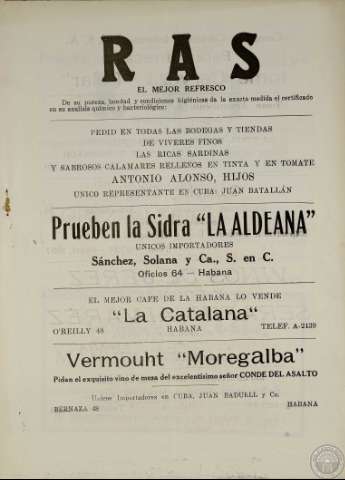 RAS
EL MEJOR REFRESCO
De su pureza, bondad y condiciones higiénicas da la exacta medida el certificado
en su análisis químico y bacteriológico:
PEDID EN TODAS LAS BODEGAS Y TIENDAS
DE VIVERES FINOS
LAS RICAS SARDINAS
Y SABROSOS CALAMARES RELLENOS EN TINTA Y EN TOMATE
ANTONIO ALONSO, HIJOS
UNICO REPRESENTANTE EN CUBA: JUAN BATALLÁN
Prueben la Sidra "LA ALDEANA"
UNICOS IMPORTADORES
Sánchez, Solana y Ca., S. en C.
Oficios 64 — Habana
EL MEJOR CAFE DE LA HABANA LO VENDE
"La Catalana"
O'REILLY 48 HABANA TELEF. A-2139
Vermouht "Moregalba"
Pidan el exquisito vino de mesa del excelentísimo señor CONDE DEL ASALTO
Unicos Importadores en CUBA, JUAN BADUELL y Ca.
BERNAZA 48 HABANA